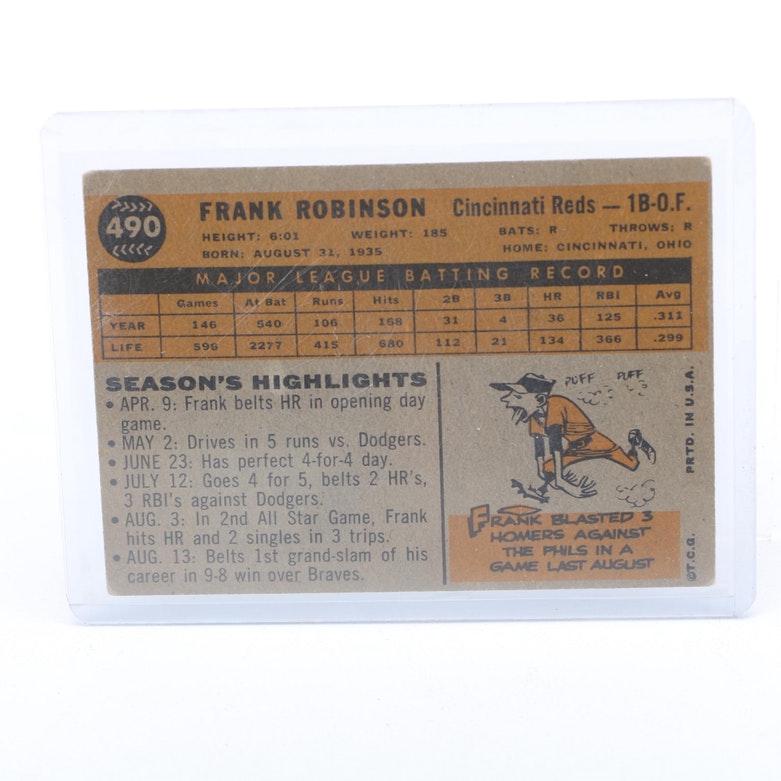 490
FRANK ROBINSON Cincinnati Reds — 1B-O.F.
HEIGHT: 6:01 WEIGHT: 185 BATS: R THROWS: R
BORN: AUGUST 31, 1935 HOME: CINCINNATI, OHIO
MAJOR LEAGUE BATTING RECORD
Games At Bat Runs Hits 2B 3B HR RBI Avg
YEAR 146 540 106 168 31 4 36 125 .311
LIFE 596 2277 415 680 112 21 134 366 .299
SEASON'S HIGHLIGHTS
• APR. 9: Frank belts HR in opening day
game.
• MAY 2: Drives in 5 runs vs. Dodgers.
• JUNE 23: Has perfect 4-for-4 day.
• JULY 12: Goes 4 for 5, belts 2 HR's,
3 RBI's against Dodgers.
• AUG. 3: In 2nd All Star Game, Frank
hits HR and 2 singles in 3 trips.
• AUG. 13: Belts 1st grand-slam of his
career in 9-8 win over Braves.
PUFF PUFF
FRANK BLASTED 3
HOMERS AGAINST
THE PHILS IN A
GAME LAST AUGUST
©T.C.G. PRTD. IN U.S.A.